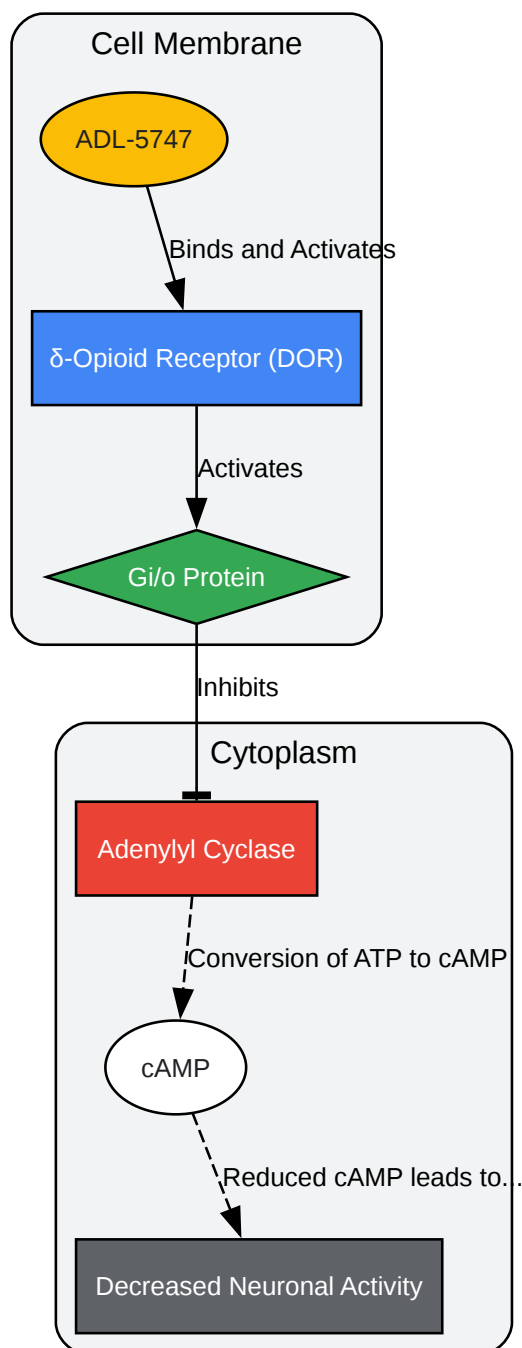 Cell Membrane
ADL-5747
Binds and Activates
δ-Opioid Receptor (DOR)
Activates
Gi/o Protein
Inhibits
Cytoplasm
Adenylyl Cyclase
Conversion of ATP to cAMP
cAMP
Reduced cAMP leads to...
Decreased Neuronal Activity